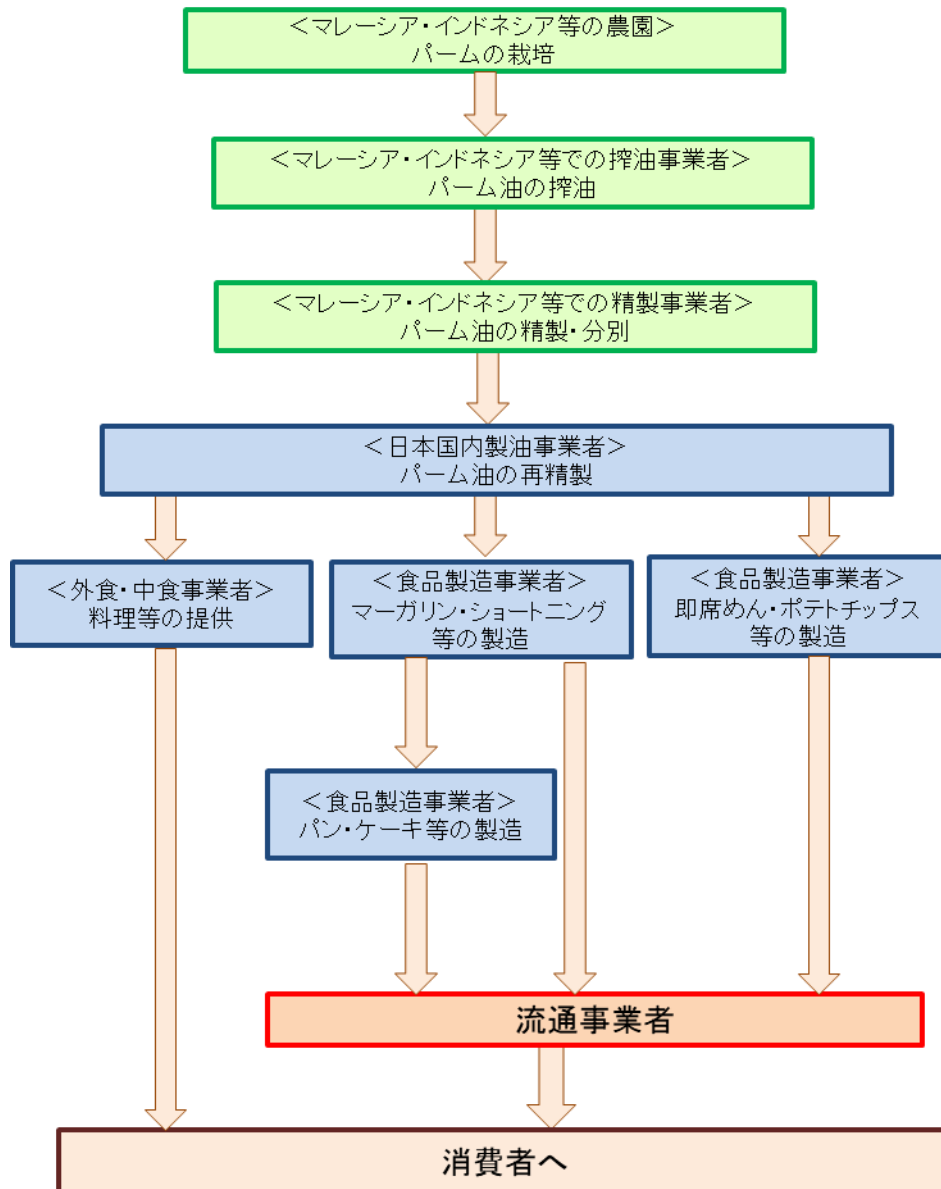 ＜マレーシア・インドネシア等の農園＞
パームの栽培
＜マレーシア・インドネシア等での搾油事業者＞
パーム油の搾油
＜マレーシア・インドネシア等での精製事業者＞
パーム油の精製・分別
＜日本国内製油事業者＞
パーム油の再精製
＜外食・中食事業者＞
料理等の提供
＜食品製造事業者＞
マーガリン・ショートニング
等の製造
＜食品製造事業者＞
即席めん・ポテトチップス
等の製造
＜食品製造事業者＞
パン・ケーキ等の製造
流通事業者
消費者へ